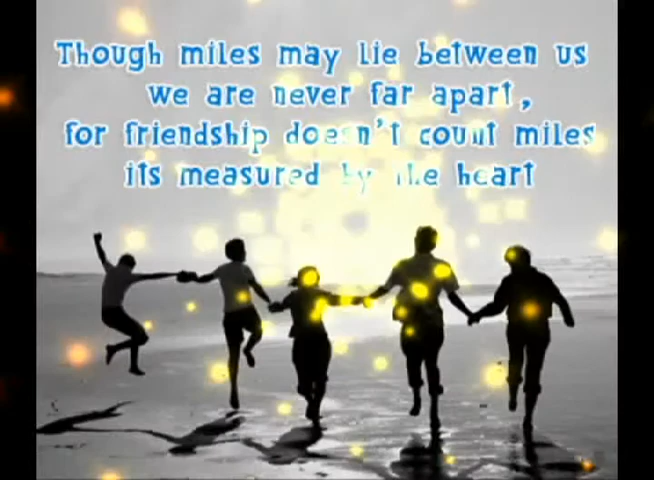 Though miles may lie between us
we are never far apart,
for friendship doesn't count miles
its measured by the heart